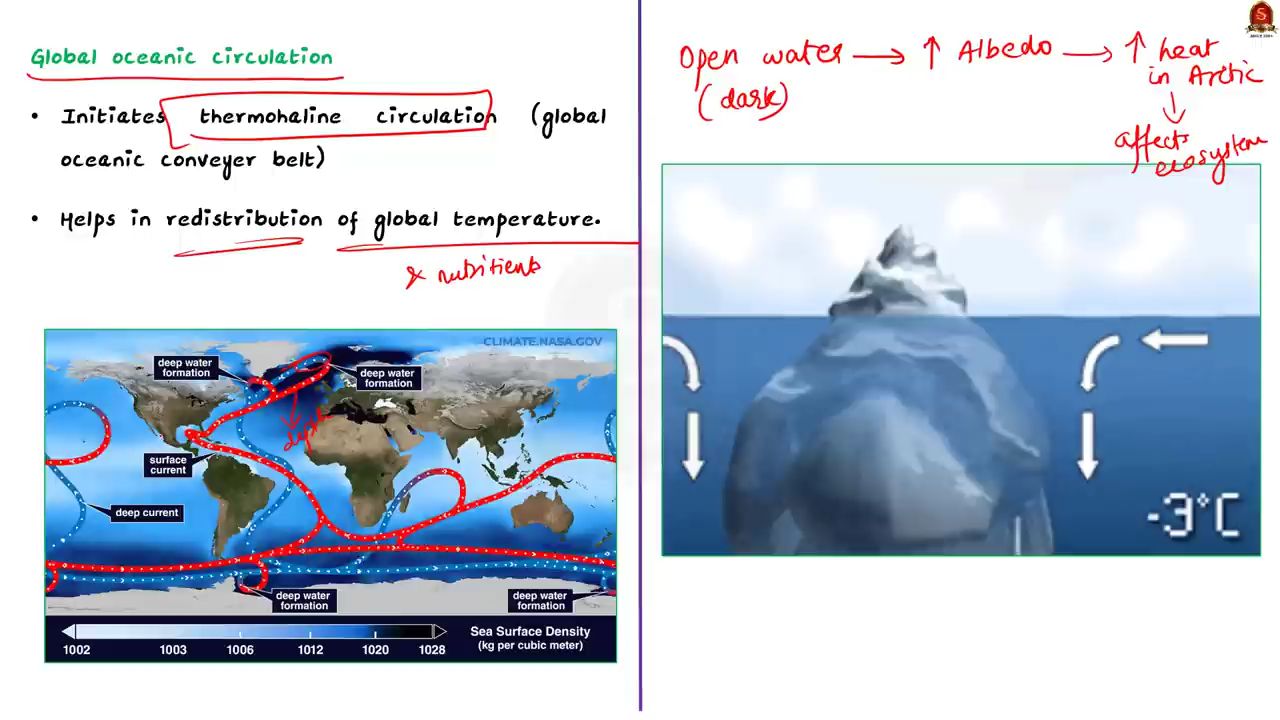 Global oceanic circulation
• Initiates thermohaline circulation (global
oceanic conveyer belt)
• Helps in redistribution of global temperature.
& nutrients
CLIMATE.NASA.GOV
deep water
formation
deep water
formation
depth
surface
current
deep current
deep water
formation
deep water
formation
1002 1003 1006 1012 1020 1028
Sea Surface Density
(kg per cubic meter)
Open water → ↑ Albedo → ↑ heat
(dark) in Arctic
↓
affects
ecosystem
-3°C